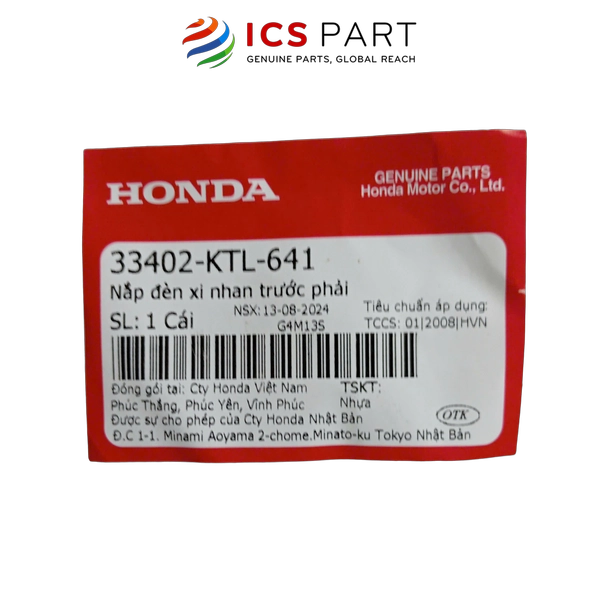 ICS PART
GENUINE PARTS, GLOBAL REACH
HONDA
GENUINE PARTS
Honda Motor Co., Ltd.
33402-KTL-641
Nắp đèn xi nhan trước phải
SL: 1 Cái
NSX: 13-08-2024
G4M13S
Tiêu chuẩn áp dụng:
TCCS: 01|2008|HVN
Đóng gói tại: Cty Honda Việt Nam
Phúc Thắng, Phúc Yên, Vĩnh Phúc
TSKT:
Nhựa
Được sự cho phép của Cty Honda Nhật Bản
Đ.C 1-1. Minami Aoyama 2-chome.Minato-ku Tokyo Nhật Bản
OTK